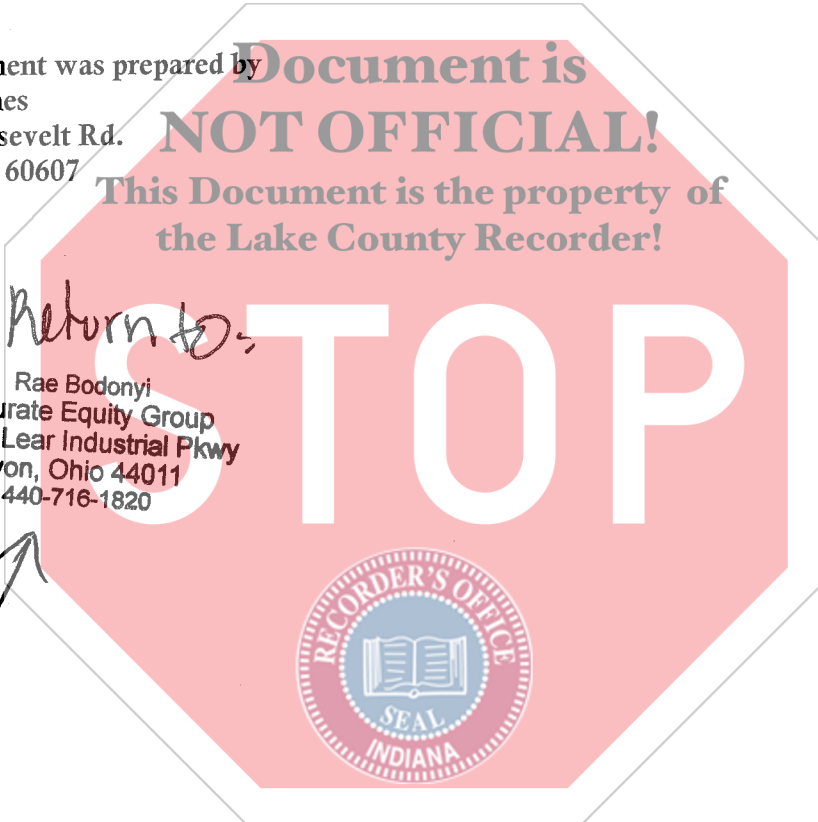 ent was prepared by
es
sevelt Rd.
60607
Document is
NOT OFFICIAL!
This Document is the property of
the Lake County Recorder!
Return to:
Rae Bodonyi
urate Equity Group
Lear Industrial Pkwy
on, Ohio 44011
440-716-1820
STOP
RECORDER'S OFFICE
SEAL
INDIANA